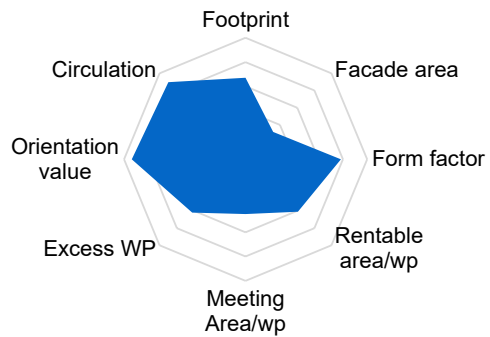 Footprint
Circulation
Facade area
Orientation
value
Form factor
Excess WP
Rentable
area/wp
Meeting
Area/wp